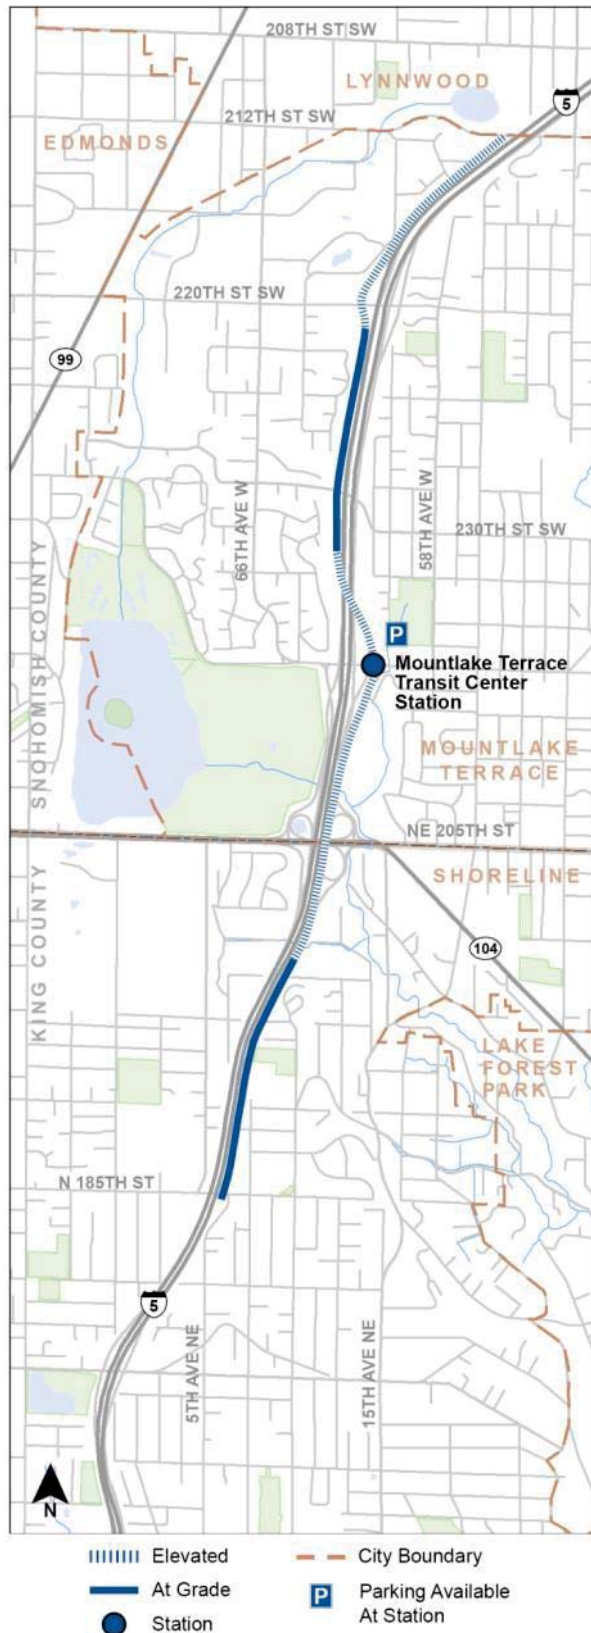 208TH ST SW
LYNNWOOD
5
212TH ST SW
EDMONDS
220TH ST SW
99
66TH AVE W
58TH AVE W
230TH ST SW
P
Mountlake Terrace
Transit Center
Station
SNOHOMISH COUNTY
MOUNTLAKE
TERRACE
NE 205TH ST
SHORELINE
KING COUNTY
104
LAKE
FOREST
PARK
N 185TH ST
5
5TH AVE NE
15TH AVE NE
N
Elevated
City Boundary
At Grade
P
Parking Available
At Station
Station